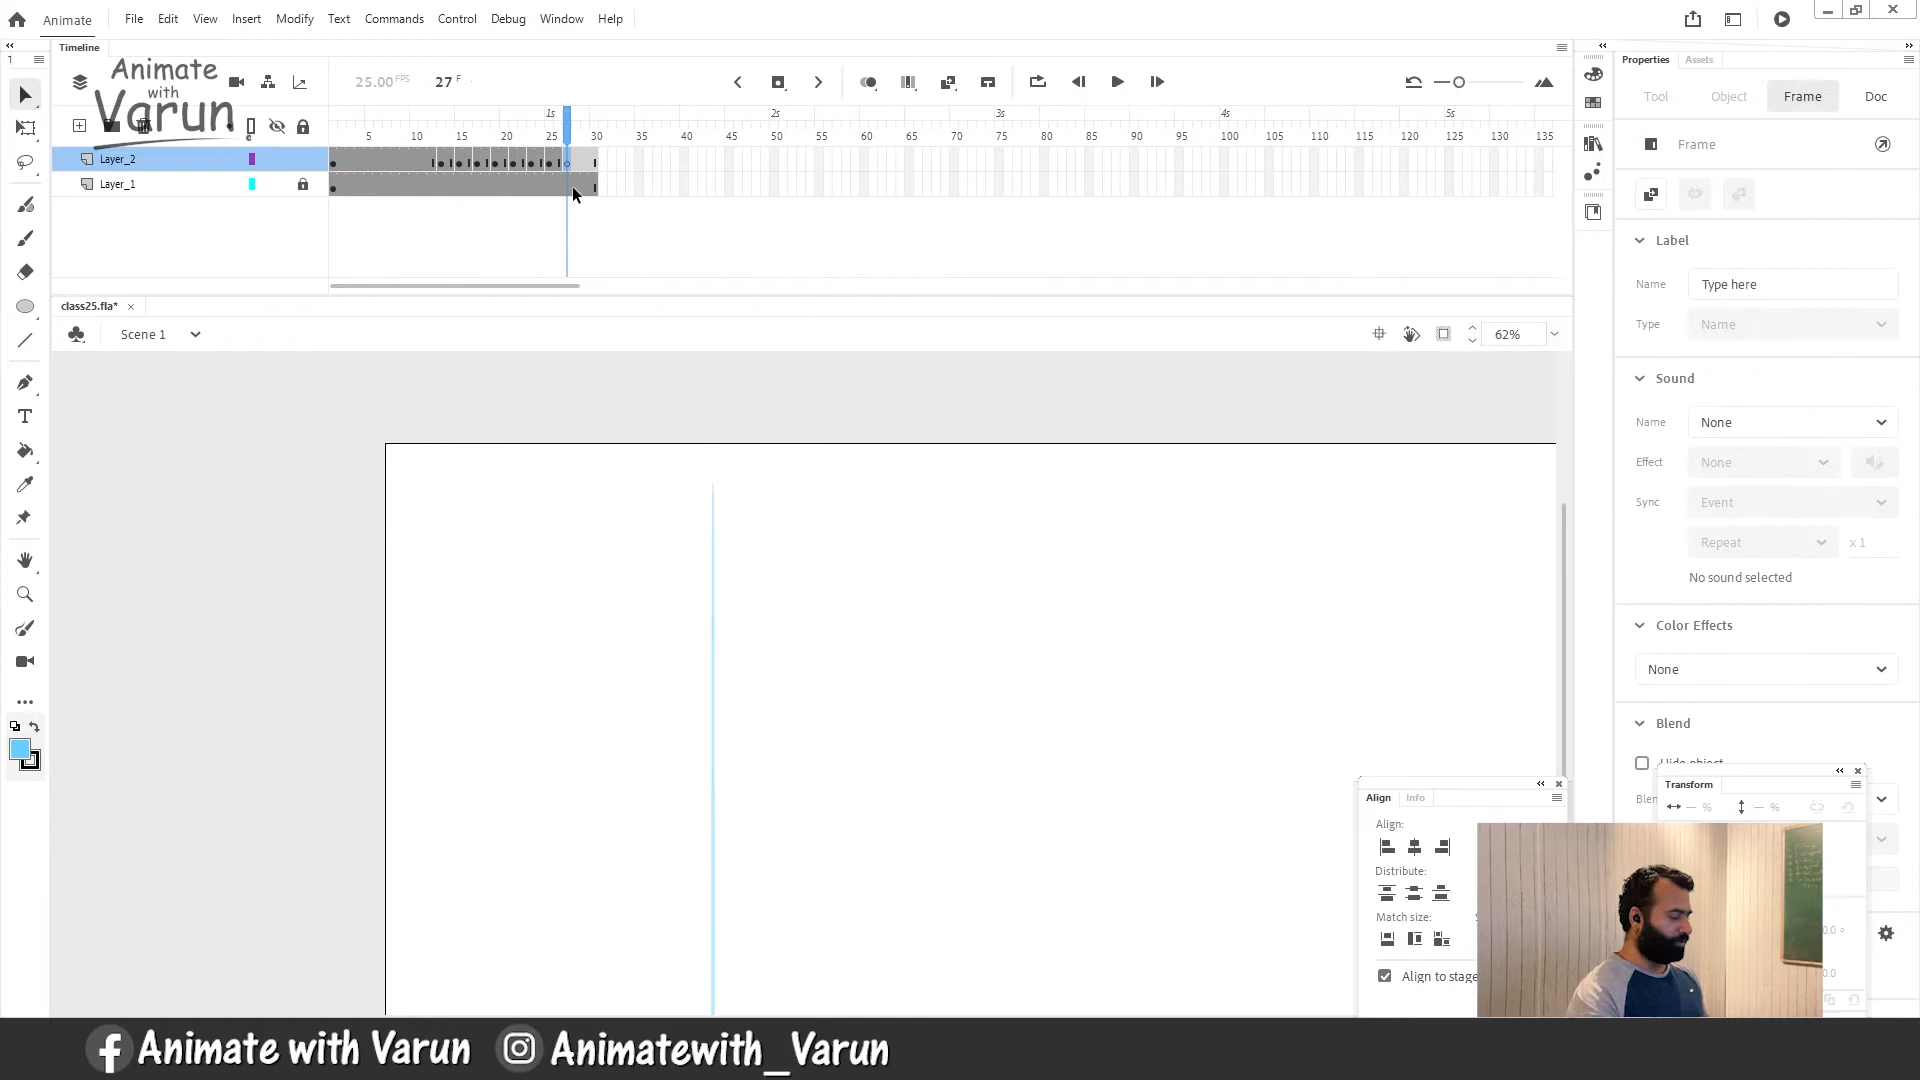 Animate File Edit View Insert Modify Text Commands Control Debug Window Help
Timeline
Animate with Varun
25.00 FPS 27 F
1s 2s 3s 4s 5s
5 10 15 20 25 30 35 40 45 50 55 60 65 70 75 80 85 90 95 100 105 110 115 120 125 130 135
Layer_2
Layer_1
class25.fla*
Scene 1
62%
Properties Assets
Tool Object Frame Doc
Frame
Label
Name Type here
Type Name
Sound
Name None
Effect None
Sync Event
Repeat x 1
No sound selected
Color Effects
None
Blend
Hide object
Blen
Transform
% %
Align Info
Align:
Distribute:
Match size:
Align to stage
Animate with Varun Animatewith_Varun